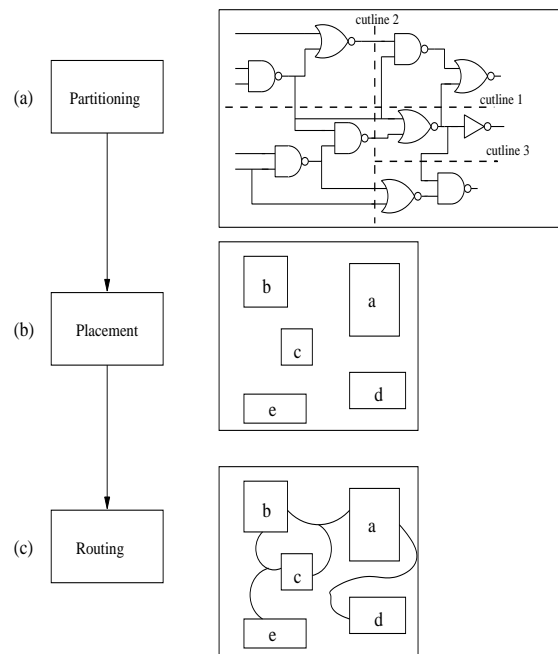 cutline 2
(a)
Partitioning
cutline 1
cutline 3
(b)
Placement
b
a
c
d
e
(c)
Routing
b
a
c
d
e